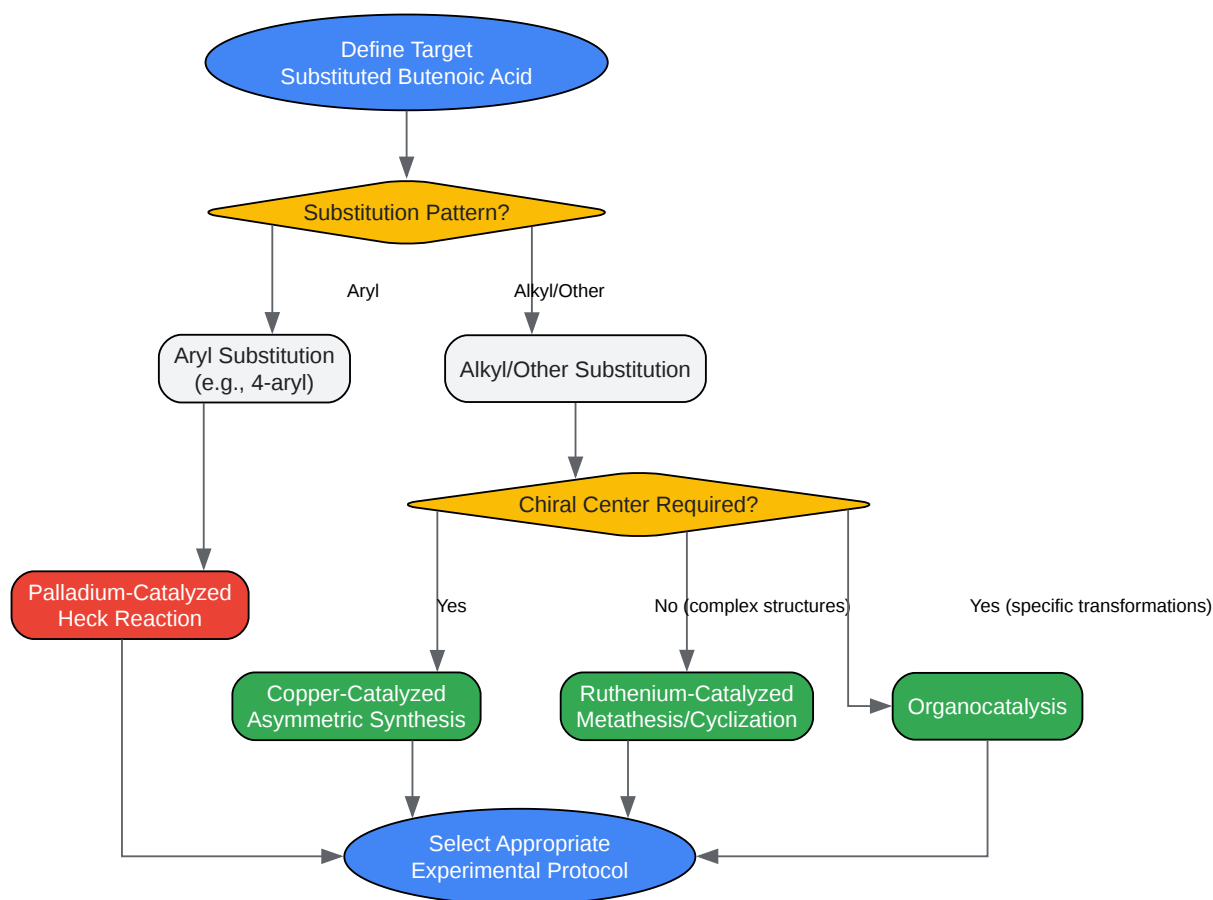 Define Target
Substituted Butenoic Acid
Substitution Pattern?
Aryl
Alkyl/Other
Aryl Substitution
(e.g., 4-aryl)
Alkyl/Other Substitution
Chiral Center Required?
Palladium-Catalyzed
Heck Reaction
Yes
No (complex structures)
Yes (specific transformations)
Copper-Catalyzed
Asymmetric Synthesis
Ruthenium-Catalyzed
Metathesis/Cyclization
Organocatalysis
Select Appropriate
Experimental Protocol